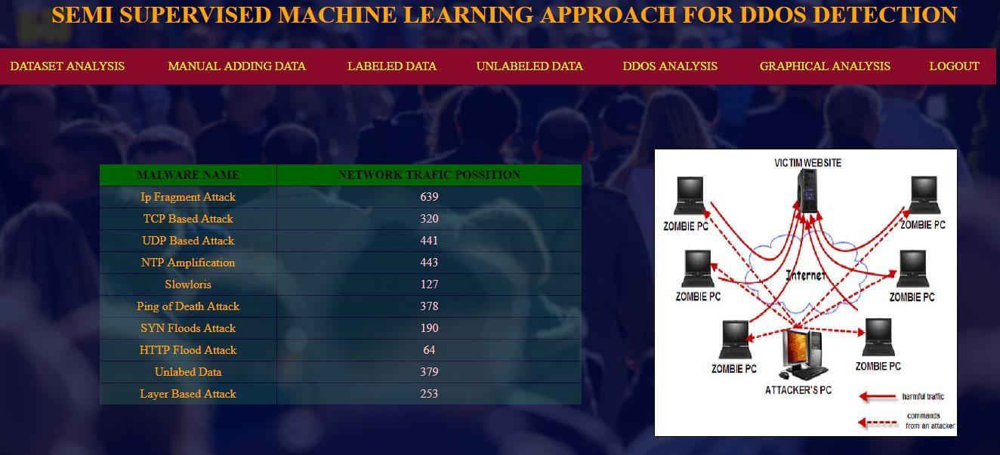 SEMI SUPERVISED MACHINE LEARNING APPROACH FOR DDOS DETECTION
DATASET ANALYSIS MANUAL ADDING DATA LABELED DATA UNLABELED DATA DDOS ANALYSIS GRAPHICAL ANALYSIS LOGOUT
MALWARE NAME NETWORK TRAFIC POSSITION
Ip Fragment Attack 639
TCP Based Attack 320
UDP Based Attack 441
NTP Amplification 443
Slowloris 127
Ping of Death Attack 378
SYN Floods Attack 190
HTTP Flood Attack 64
Unlabed Data 379
Layer Based Attack 253
VICTIM WEBSITE
ZOMBIE PC ZOMBIE PC
Internet
ZOMBIE PC ZOMBIE PC
ZOMBIE PC ZOMBIE PC
ATTACKER'S PC
harmful traffic
commands
from an attacker